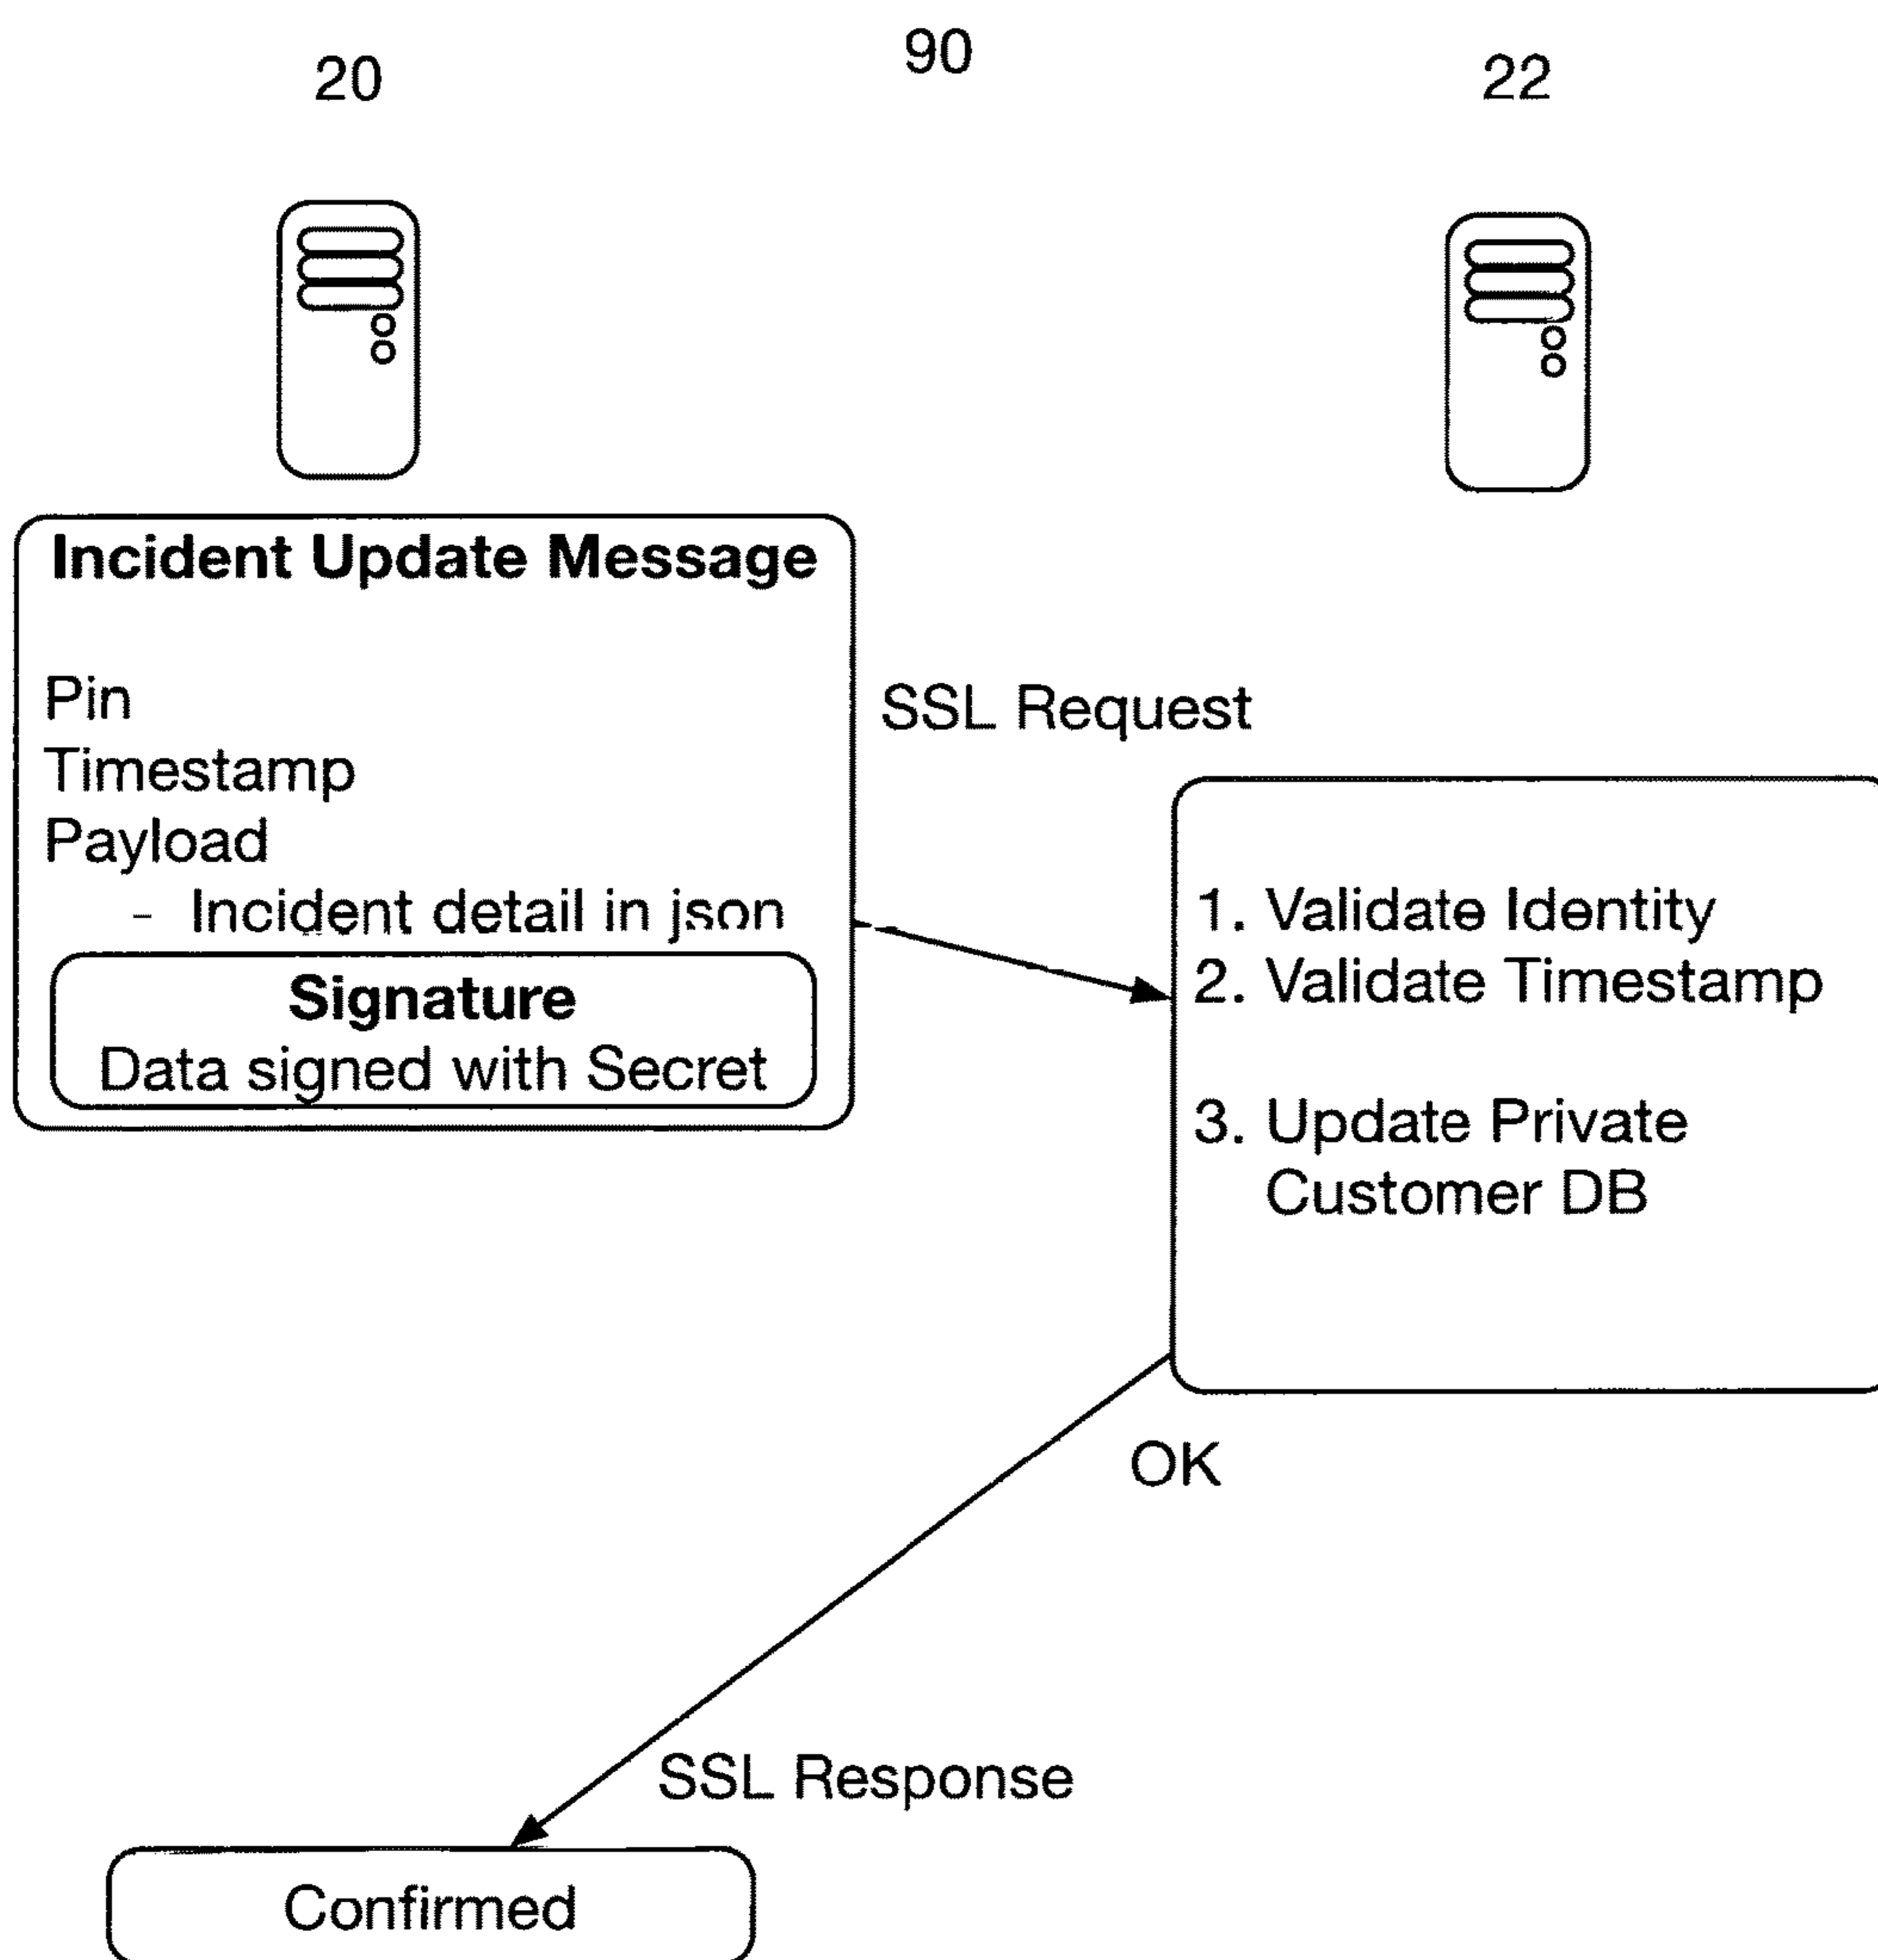 90
20
22
Incident Update Message
Pin
Timestamp
Payload
- Incident detail in json
Signature
Data signed with Secret
SSL Request
1. Validate Identity
2. Validate Timestamp
3. Update Private
Customer DB
OK
SSL Response
Confirmed